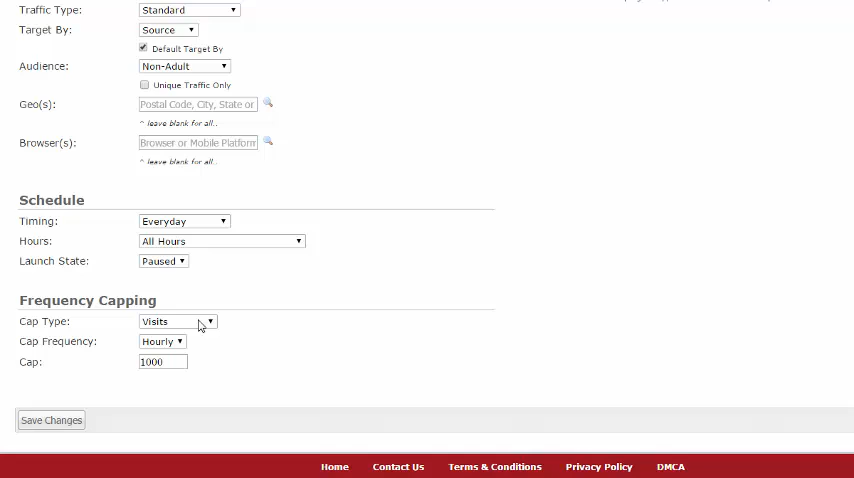 Traffic Type: Standard
Target By: Source
Default Target By
Audience: Non-Adult
Unique Traffic Only
Geo(s): Postal Code, City, State or
^ leave blank for all..
Browser(s): Browser or Mobile Platform
^ leave blank for all..
Schedule
Timing: Everyday
Hours: All Hours
Launch State: Paused
Frequency Capping
Cap Type: Visits
Cap Frequency: Hourly
Cap: 1000
Save Changes
Home Contact Us Terms & Conditions Privacy Policy DMCA